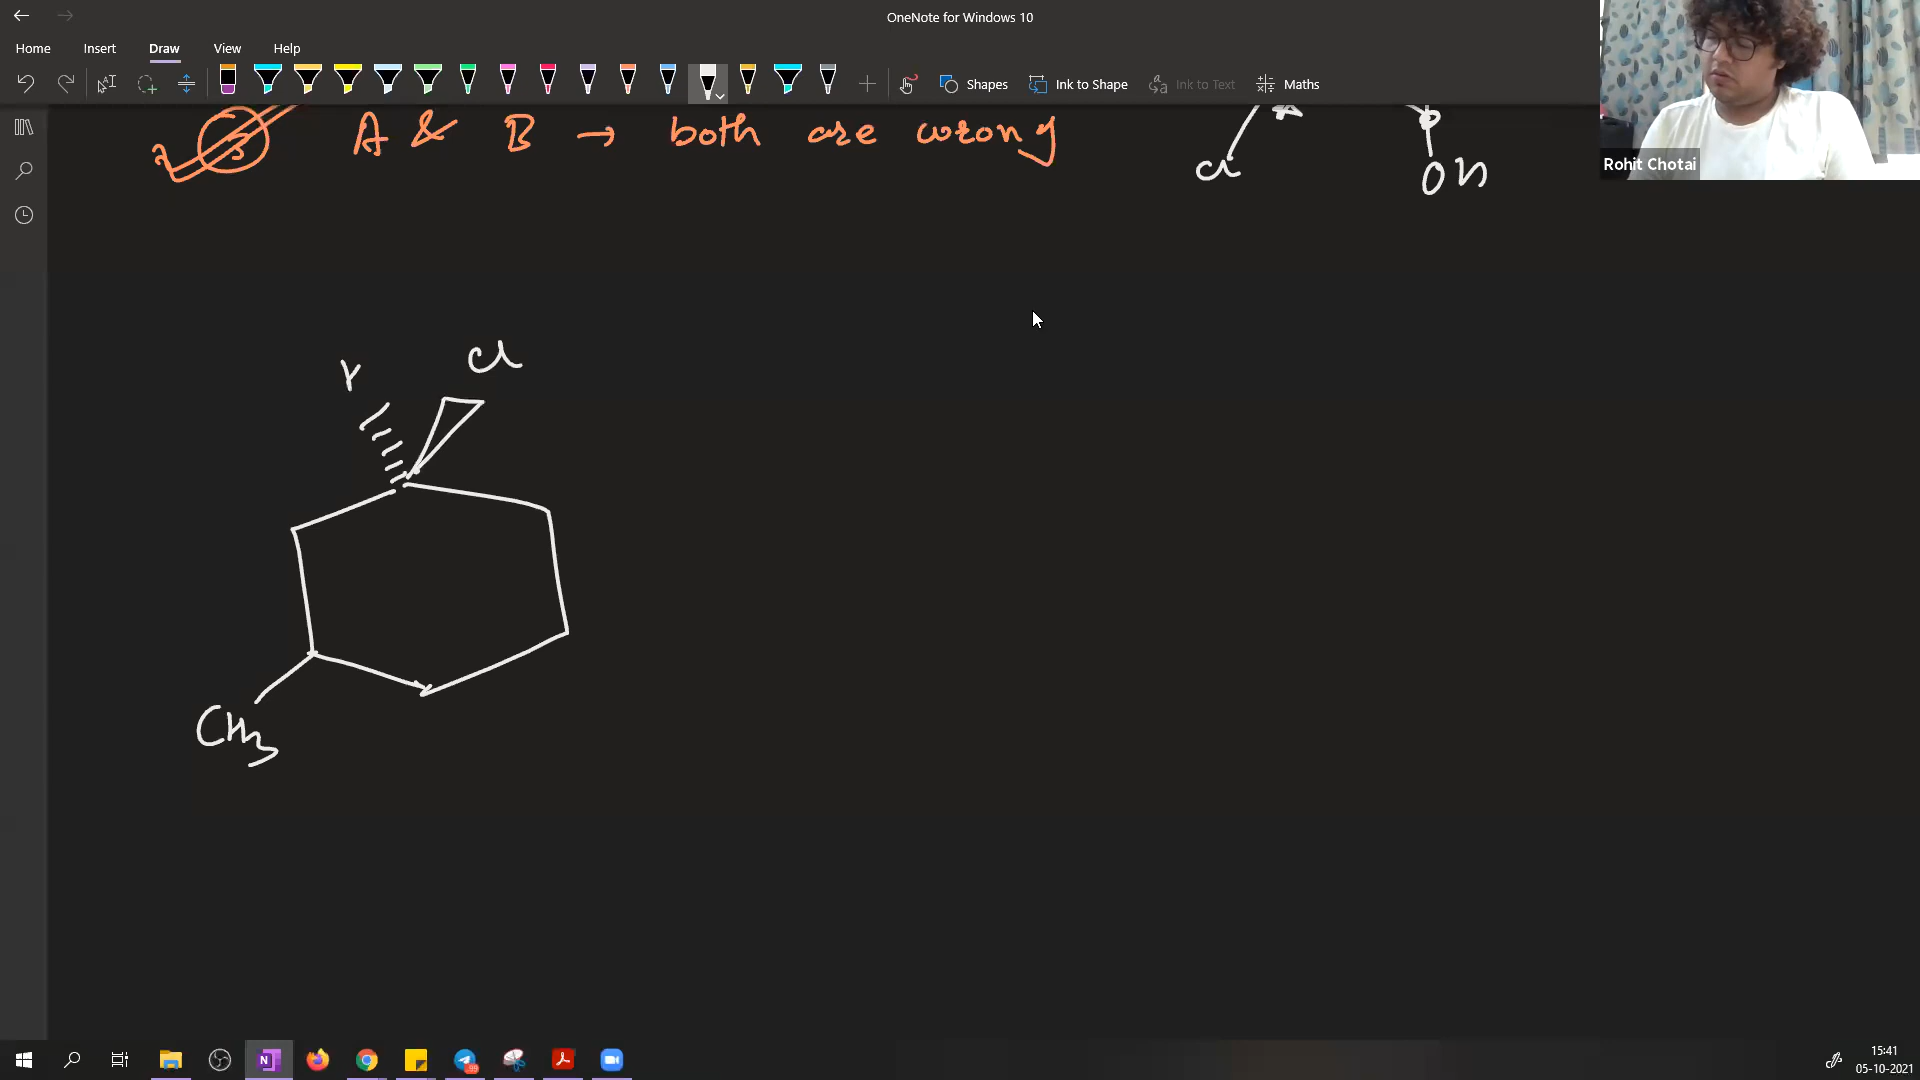 OneNote for Windows 10
Home Insert Draw View Help
Shapes Ink to Shape Ink to Text Maths
A & B → both are wrong
Cl
OH
Rohit Chotai
Y Cl
CH3
99
15:41
05-10-2021